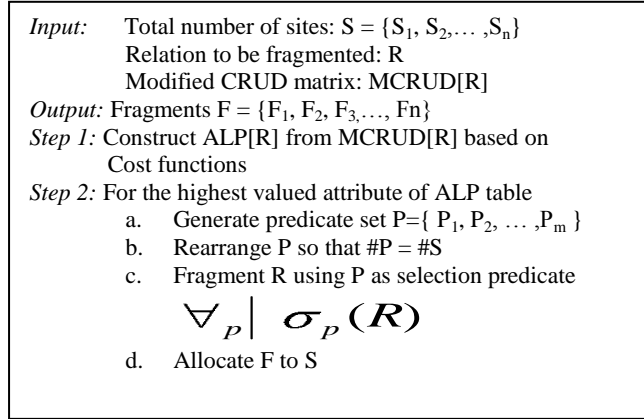 Input: Total number of sites: S = {S₁, S₂,… ,Sₙ}
Relation to be fragmented: R
Modified CRUD matrix: MCRUD[R]
Output: Fragments F = {F₁, F₂, F₃,…, Fn}
Step 1: Construct ALP[R] from MCRUD[R] based on
Cost functions
Step 2: For the highest valued attribute of ALP table
a. Generate predicate set P={ P₁, P₂, … ,Pₘ }
b. Rearrange P so that #P = #S
c. Fragment R using P as selection predicate
∀ₚ| σₚ(R)
d. Allocate F to S